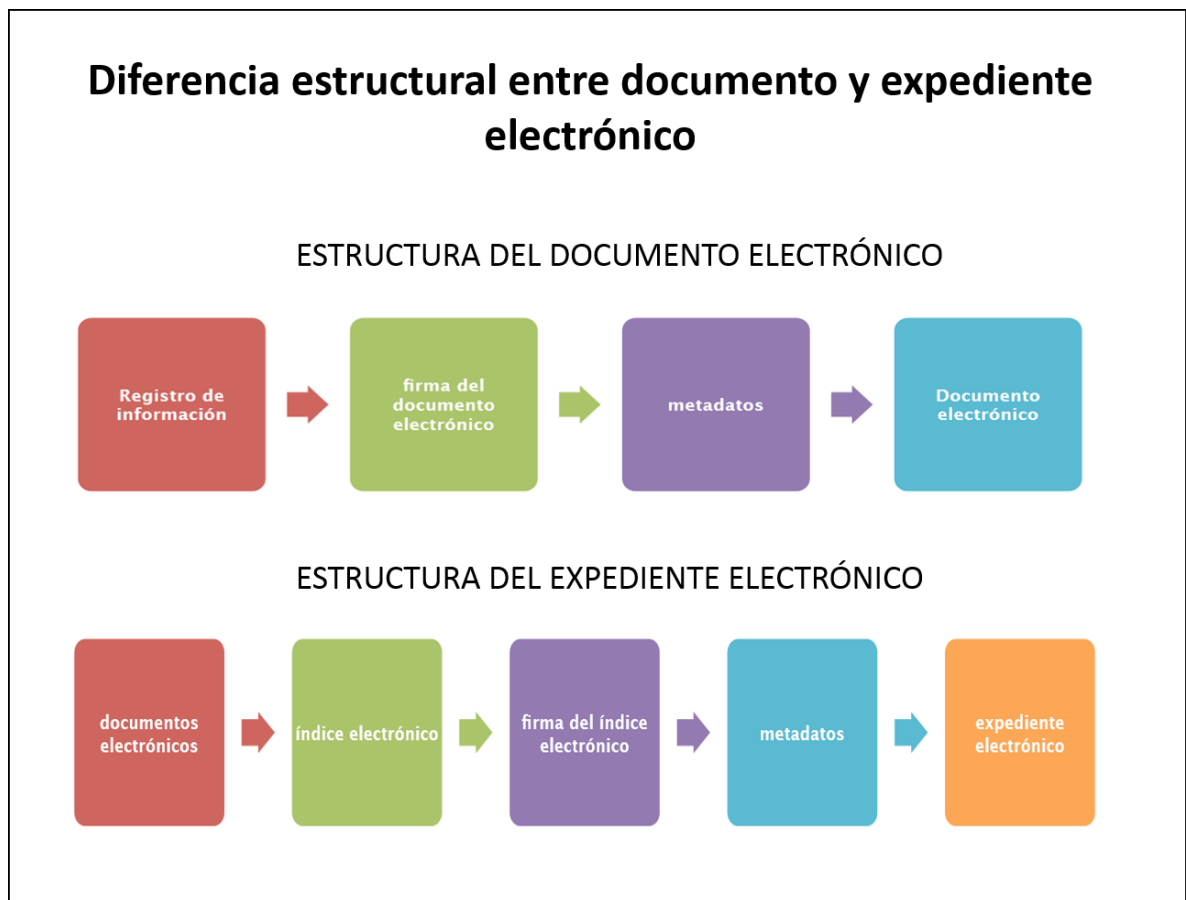 Diferencia estructural entre documento y expediente
electrónico
ESTRUCTURA DEL DOCUMENTO ELECTRÓNICO
Registro de
información
firma del
documento
electrónico
metadatos
Documento
electrónico
ESTRUCTURA DEL EXPEDIENTE ELECTRÓNICO
documentos
electrónicos
índice electrónico
firma del índice
electrónico
metadatos
expediente
electrónico